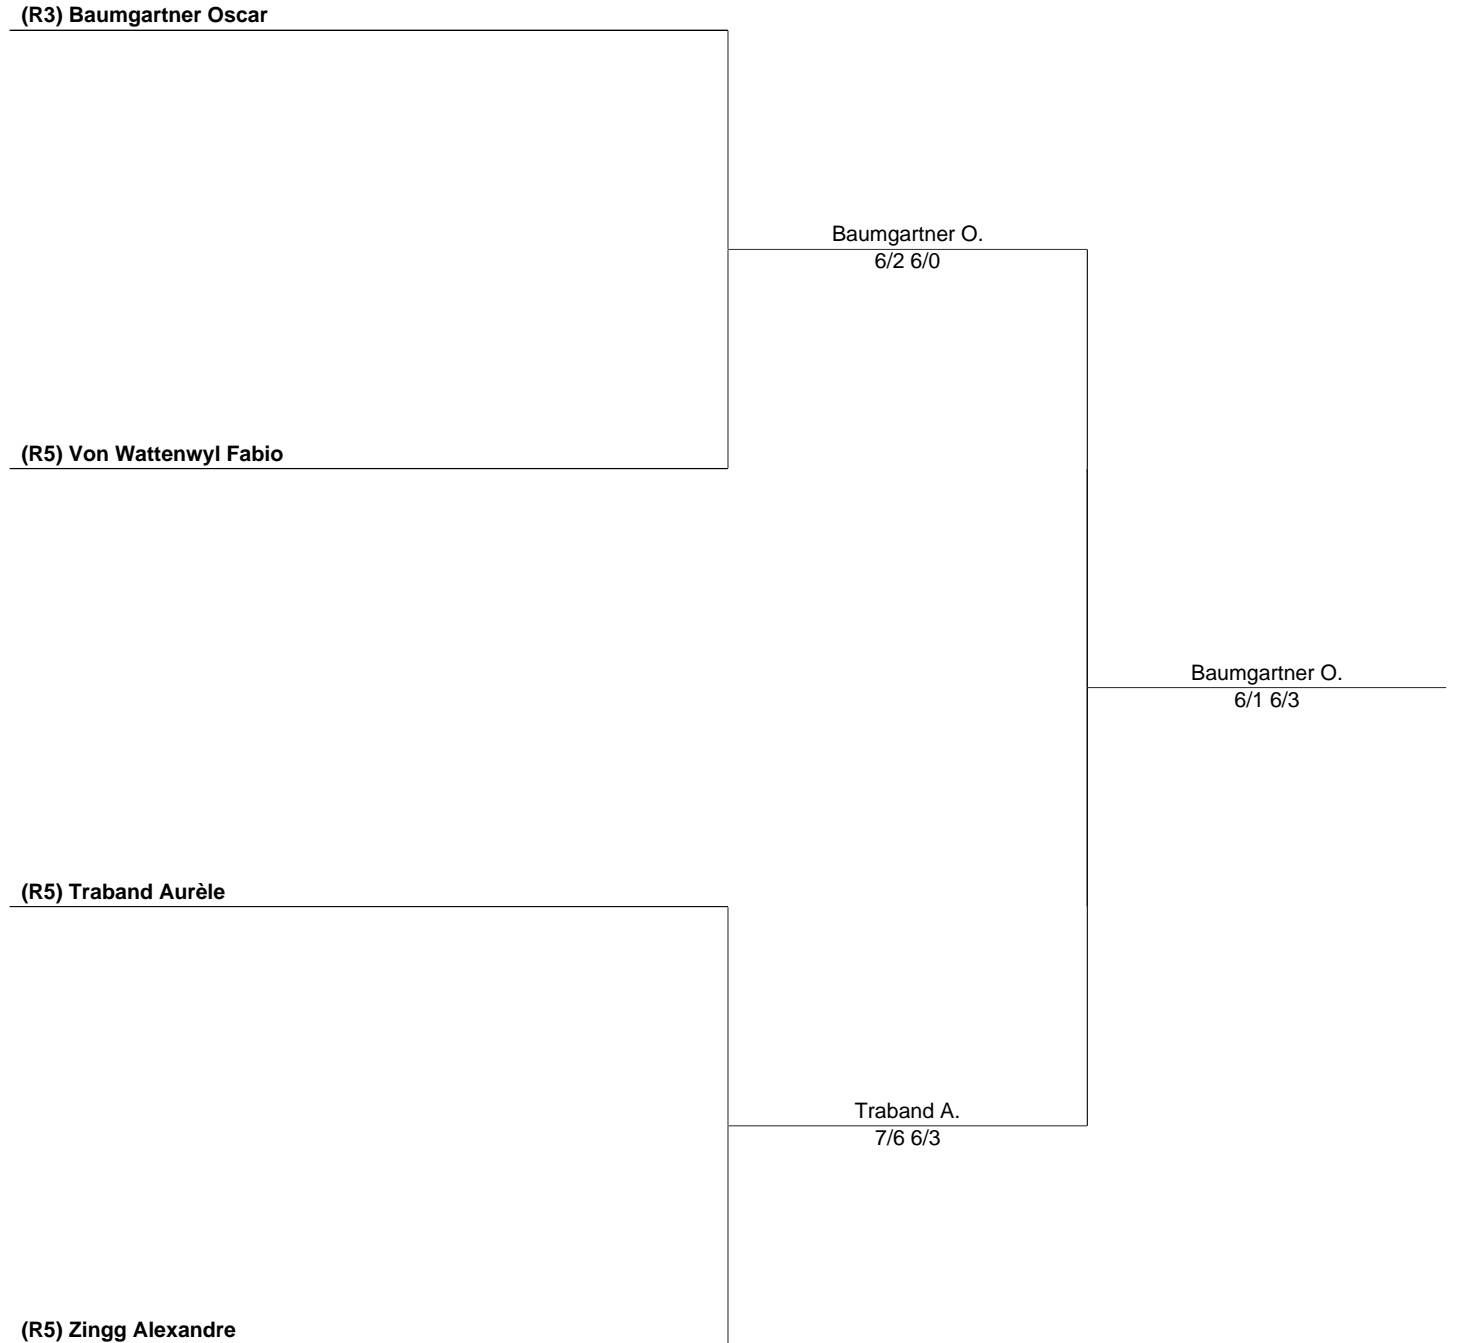 (R3) Baumgartner Oscar
Baumgartner O.
6/2 6/0
(R5) Von Wattenwyl Fabio
Baumgartner O.
6/1 6/3
(R5) Traband Aurèle
Traband A.
7/6 6/3
(R5) Zingg Alexandre